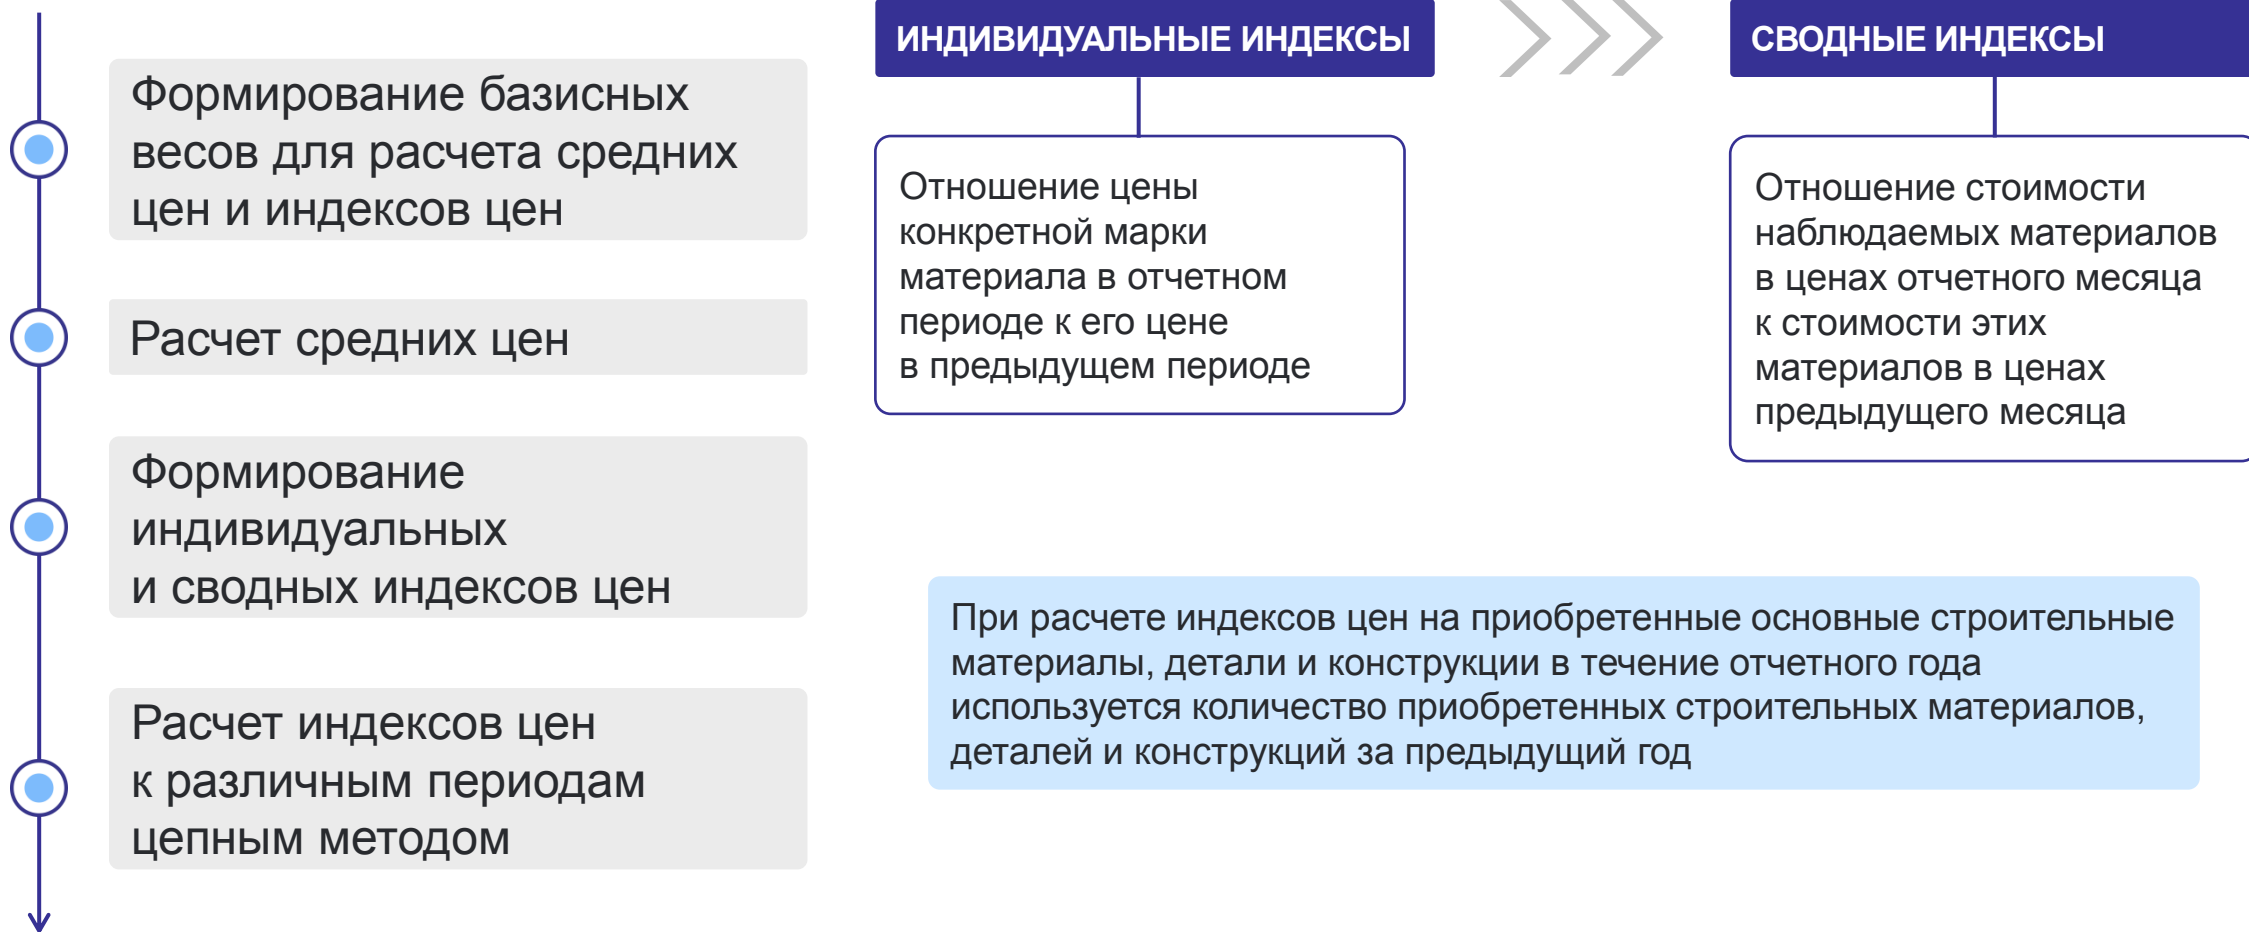 Формирование базисных
весов для расчета средних
цен и индексов цен
Расчет средних цен
Формирование
индивидуальных
и сводных индексов цен
Расчет индексов цен
к различным периодам
цепным методом
ИНДИВИДУАЛЬНЫЕ ИНДЕКСЫ
Отношение цены
конкретной марки
материала в отчетном
периоде к его цене
в предыдущем периоде
СВОДНЫЕ ИНДЕКСЫ
Отношение стоимости
наблюдаемых материалов
в ценах отчетного месяца
к стоимости этих
материалов в ценах
предыдущего месяца
При расчете индексов цен на приобретенные основные строительные
материалы, детали и конструкции в течение отчетного года
используется количество приобретенных строительных материалов,
деталей и конструкций за предыдущий год